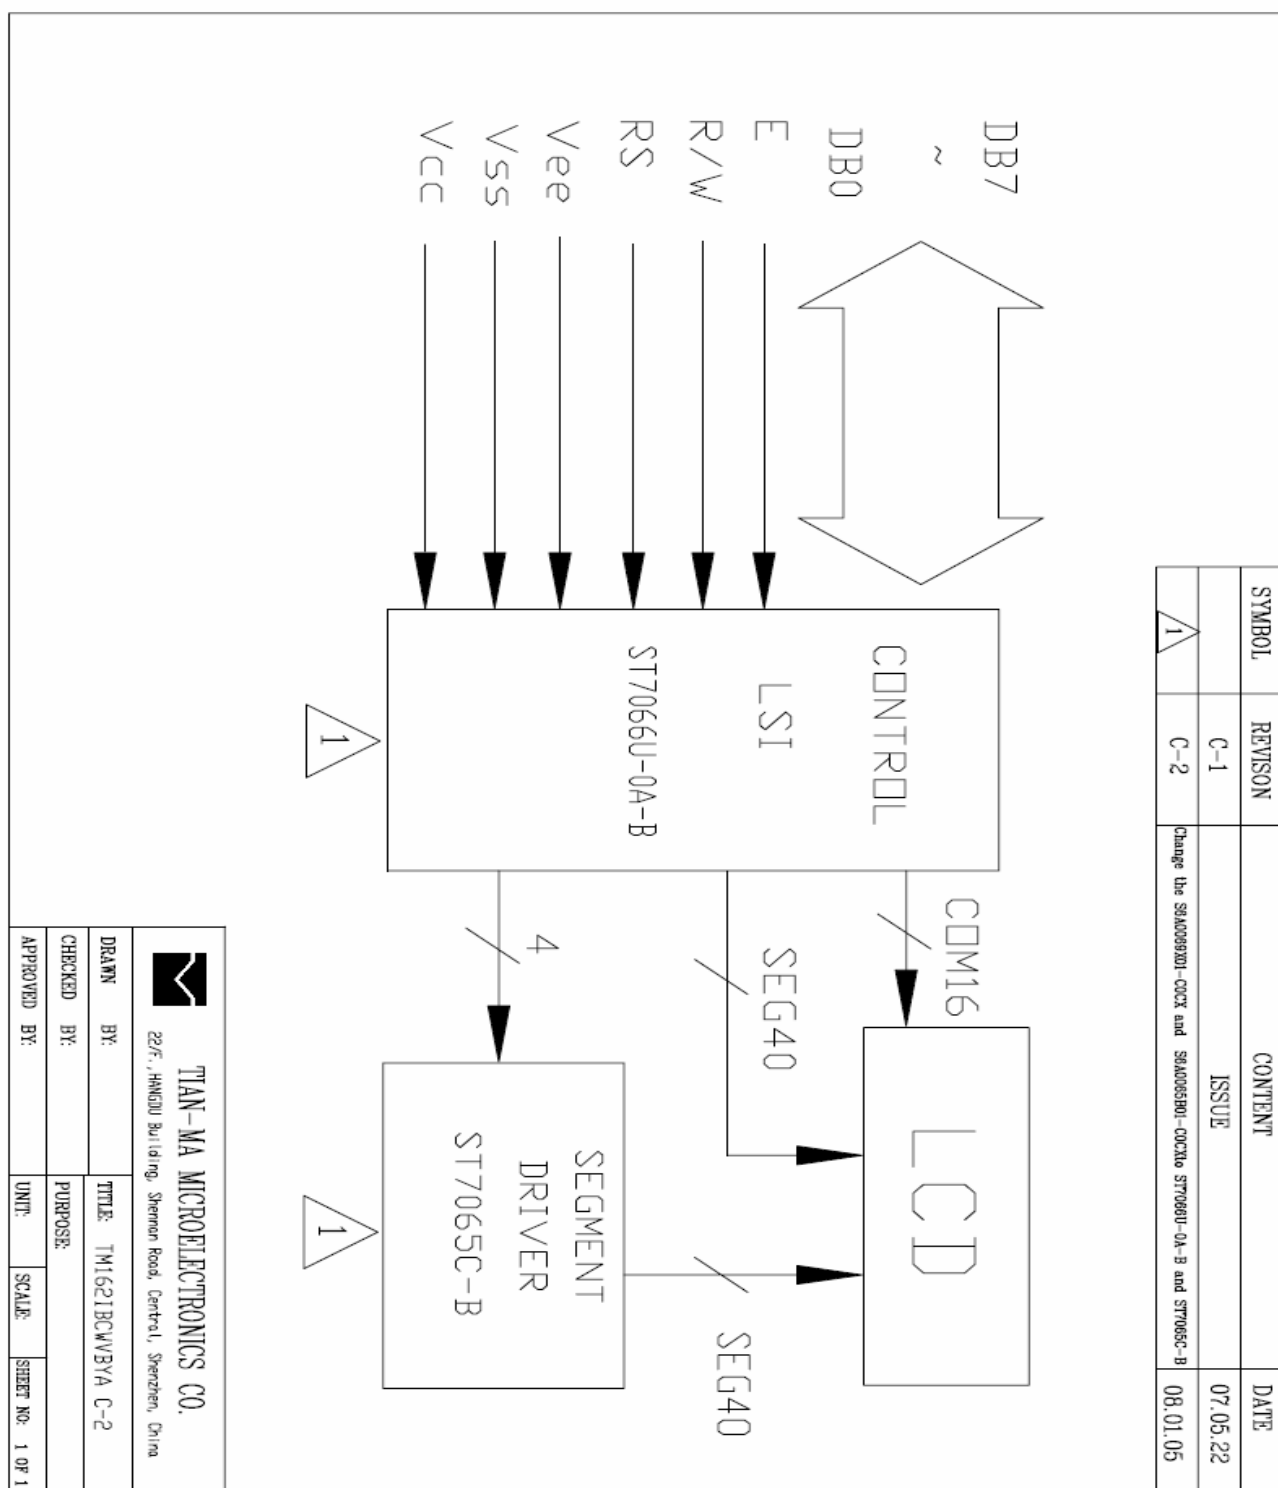 SYMBOL REVISON CONTENT DATE
C-1 ISSUE 07.05.22
1 C-2 Change the S6A0069X01-C0CX and S6A0065B01-C0CXto ST7066U-0A-B and ST7065C-B 08.01.05
DB7
~
DB0
E
R/W
RS
Vee
Vss
Vcc
CONTROL
LSI
ST7066U-0A-B
1
COM16
SEG40
4
LCD
SEGMENT
DRIVER
ST7065C-B
1
SEG40
TIAN-MA MICROELECTRONICS CO.
22/F., HANGDU Building, Shennan Road, Central, Shenzhen, China
DRAWN BY: TITLE: TM162IBCWVBYA C-2
CHECKED BY: PURPOSE:
APPROVED BY: UNIT: SCALE: SHEET NO: 1 OF 1